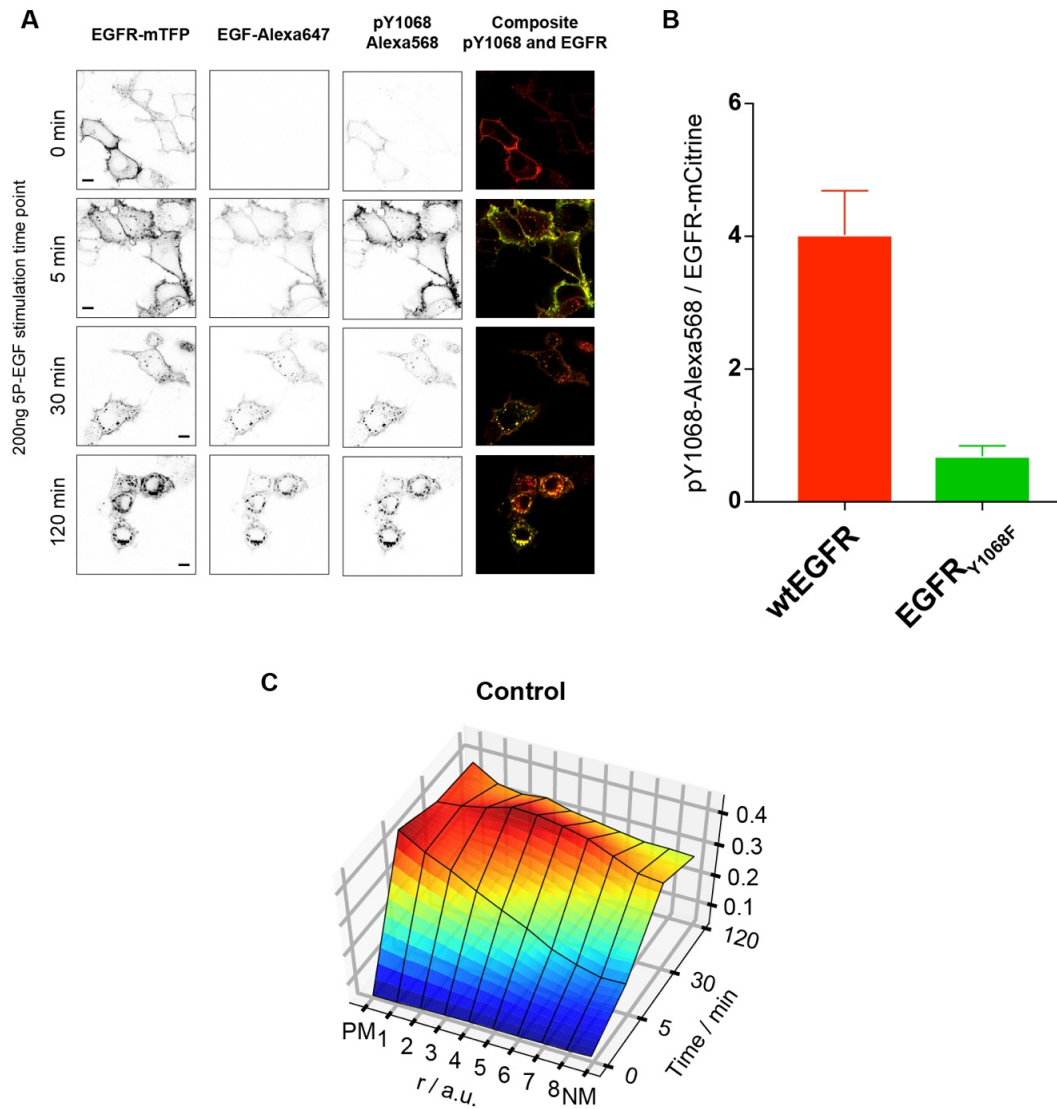 A
EGFR-mTFP
EGF-Alexa647
pY1068
Alexa568
Composite
pY1068 and EGFR
200ng 5P-EGF stimulation time point
0 min
5 min
30 min
120 min
B
pY1068-Alexa568 / EGFR-mCitrine
6
4
2
0
wtEGFR
EGFR Y1068F
C
Control
0.4
0.3
0.2
0.1
120
30
5
0
Time / min
PM 1 2 3 4 5 6 7 8 NM
r / a.u.